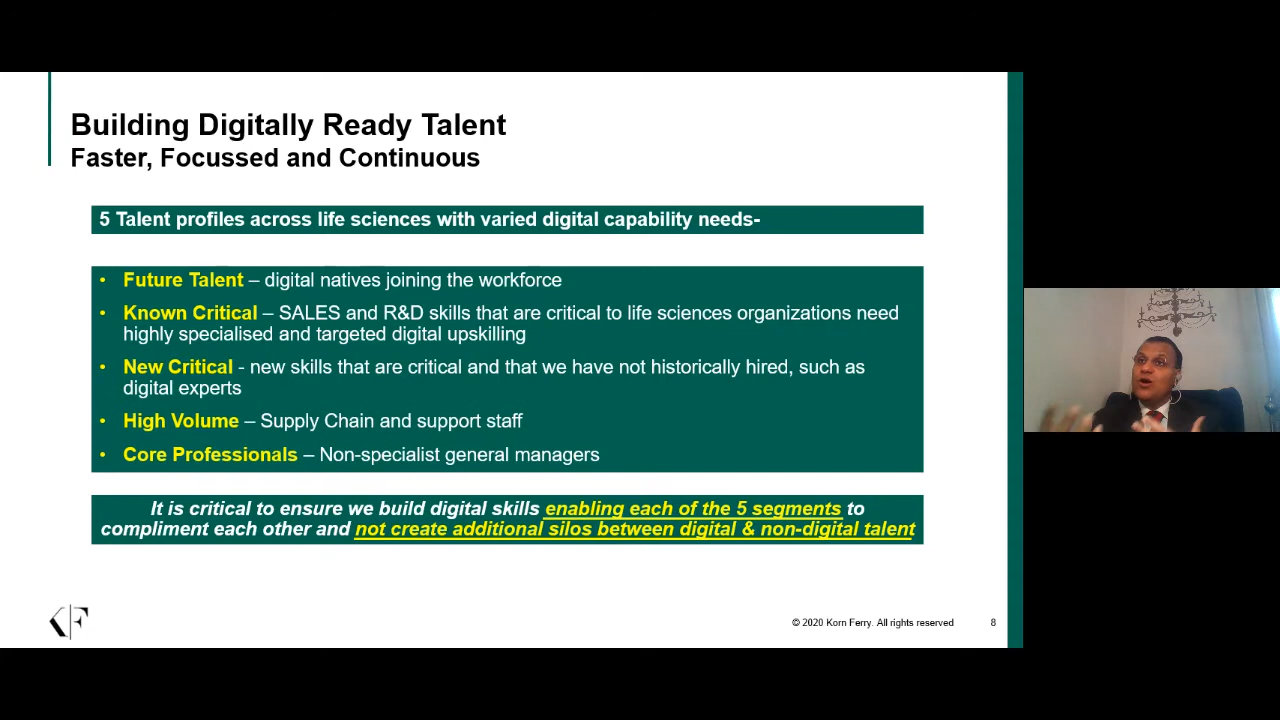 Building Digitally Ready Talent
Faster, Focussed and Continuous
5 Talent profiles across life sciences with varied digital capability needs-
• Future Talent – digital natives joining the workforce
• Known Critical – SALES and R&D skills that are critical to life sciences organizations need
highly specialised and targeted digital upskilling
• New Critical - new skills that are critical and that we have not historically hired, such as
digital experts
• High Volume – Supply Chain and support staff
• Core Professionals – Non-specialist general managers
It is critical to ensure we build digital skills enabling each of the 5 segments to
compliment each other and not create additional silos between digital & non-digital talent
KF
© 2020 Korn Ferry. All rights reserved
8